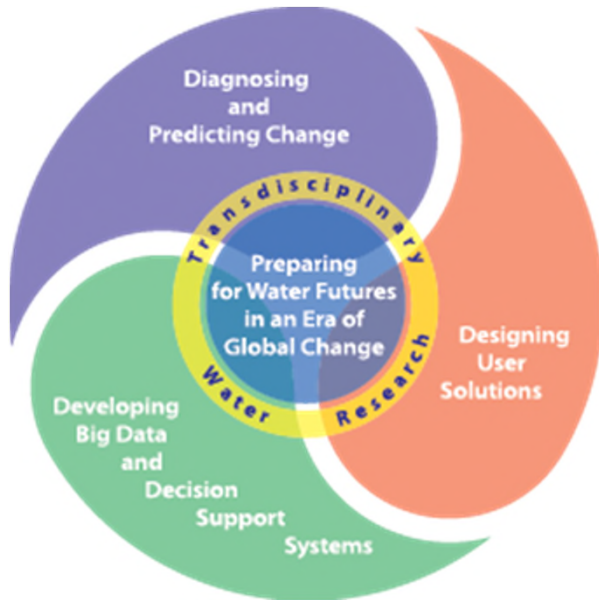 Diagnosing
and
Predicting Change
Transdisciplinary
Preparing
for Water Futures
in an Era of
Global Change
Water Research
Designing
User
Solutions
Developing
Big Data
and
Decision
Support
Systems